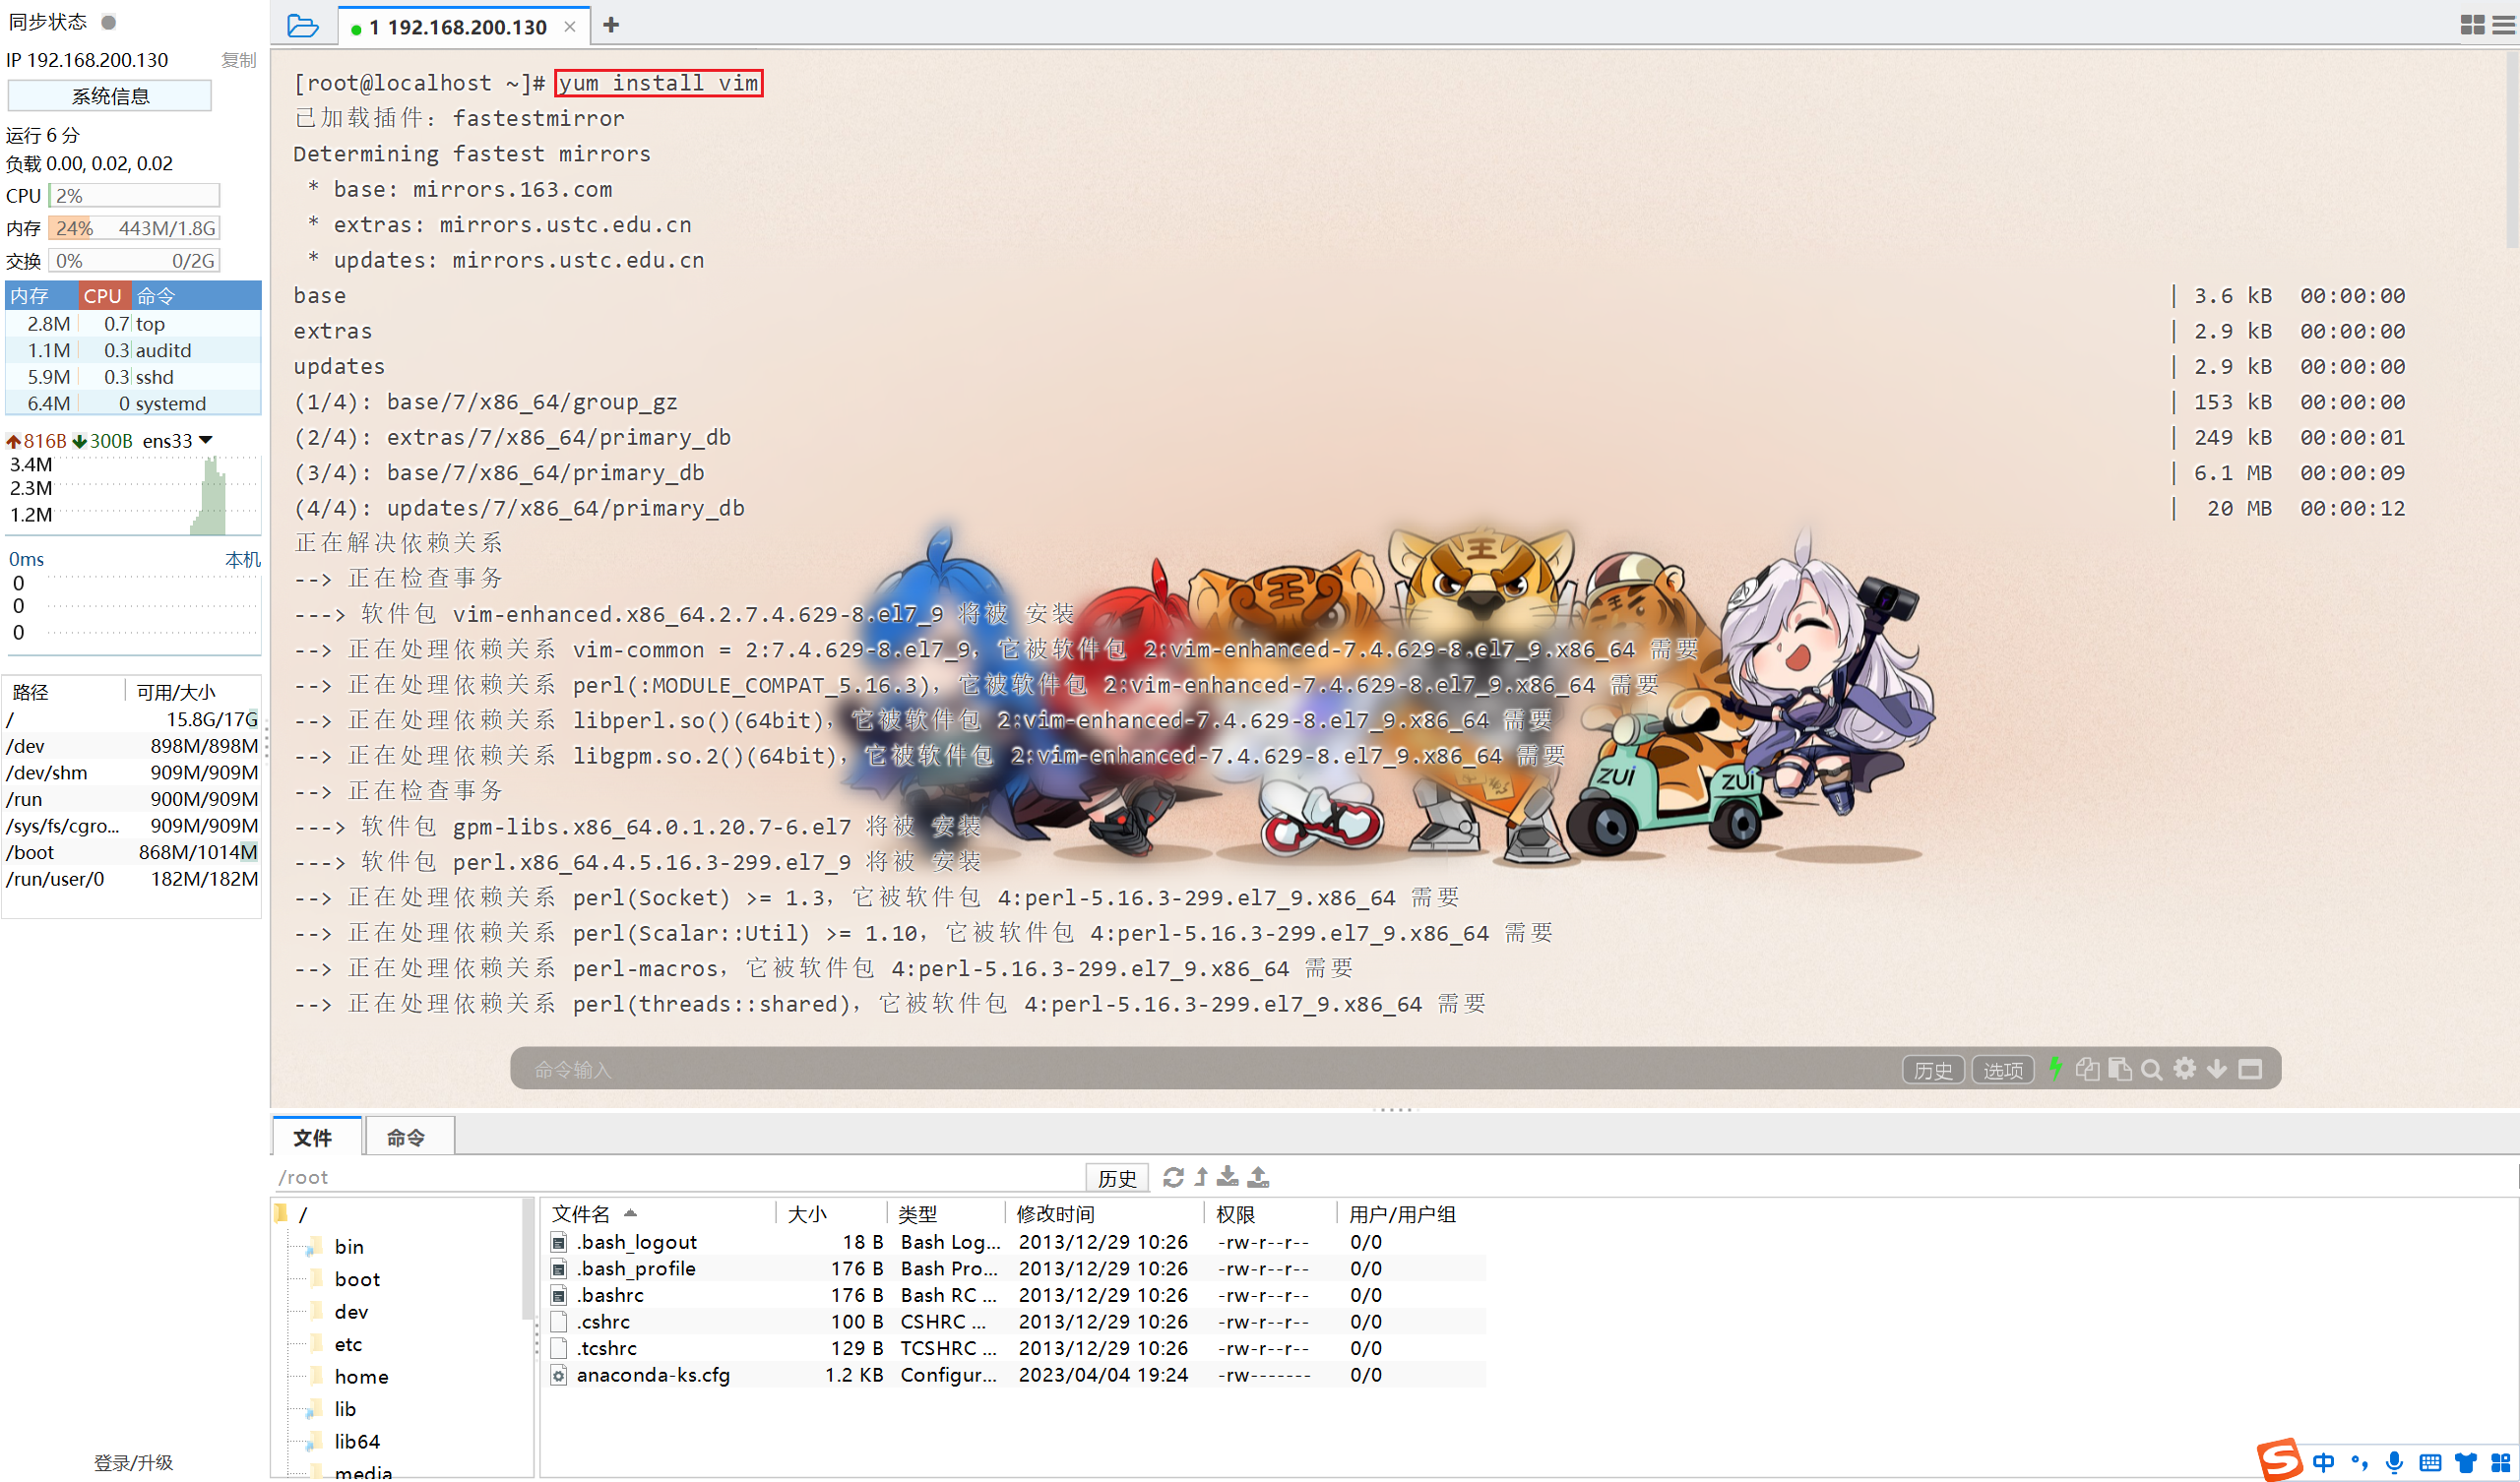 同步状态
IP 192.168.200.130 复制
系统信息
运行 6 分
负载 0.00, 0.02, 0.02
CPU 2%
内存 24% 443M/1.8G
交换 0% 0/2G
内存 CPU 命令
2.8M 0.7 top
1.1M 0.3 auditd
5.9M 0.3 sshd
6.4M 0 systemd
816B 300B ens33
3.4M
2.3M
1.2M
0ms 本机
0
0
0
路径 可用/大小
/ 15.8G/17G
/dev 898M/898M
/dev/shm 909M/909M
/run 900M/909M
/sys/fs/cgro... 909M/909M
/boot 868M/1014M
/run/user/0 182M/182M
登录/升级
1 192.168.200.130
[root@localhost ~]# yum install vim
已加载插件：fastestmirror
Determining fastest mirrors
* base: mirrors.163.com
* extras: mirrors.ustc.edu.cn
* updates: mirrors.ustc.edu.cn
base | 3.6 kB 00:00:00
extras | 2.9 kB 00:00:00
updates | 2.9 kB 00:00:00
(1/4): base/7/x86_64/group_gz | 153 kB 00:00:00
(2/4): extras/7/x86_64/primary_db | 249 kB 00:00:01
(3/4): base/7/x86_64/primary_db | 6.1 MB 00:00:09
(4/4): updates/7/x86_64/primary_db | 20 MB 00:00:12
正在解决依赖关系
--> 正在检查事务
---> 软件包 vim-enhanced.x86_64.2.7.4.629-8.el7_9 将被 安装
--> 正在处理依赖关系 vim-common = 2:7.4.629-8.el7_9，它被软件包 2:vim-enhanced-7.4.629-8.el7_9.x86_64 需要
--> 正在处理依赖关系 perl(:MODULE_COMPAT_5.16.3)，它被软件包 2:vim-enhanced-7.4.629-8.el7_9.x86_64 需要
--> 正在处理依赖关系 libperl.so()(64bit)，它被软件包 2:vim-enhanced-7.4.629-8.el7_9.x86_64 需要
--> 正在处理依赖关系 libgpm.so.2()(64bit)，它被软件包 2:vim-enhanced-7.4.629-8.el7_9.x86_64 需要
--> 正在检查事务
---> 软件包 gpm-libs.x86_64.0.1.20.7-6.el7 将被 安装
---> 软件包 perl.x86_64.4.5.16.3-299.el7_9 将被 安装
--> 正在处理依赖关系 perl(Socket) >= 1.3，它被软件包 4:perl-5.16.3-299.el7_9.x86_64 需要
--> 正在处理依赖关系 perl(Scalar::Util) >= 1.10，它被软件包 4:perl-5.16.3-299.el7_9.x86_64 需要
--> 正在处理依赖关系 perl-macros，它被软件包 4:perl-5.16.3-299.el7_9.x86_64 需要
--> 正在处理依赖关系 perl(threads::shared)，它被软件包 4:perl-5.16.3-299.el7_9.x86_64 需要
王
王
ZUi
ZUi
命令输入 历史 选项
文件 命令
/root 历史
/
bin
boot
dev
etc
home
lib
lib64
media
文件名 大小 类型 修改时间 权限 用户/用户组
.bash_logout 18 B Bash Log... 2013/12/29 10:26 -rw-r--r-- 0/0
.bash_profile 176 B Bash Pro... 2013/12/29 10:26 -rw-r--r-- 0/0
.bashrc 176 B Bash RC ... 2013/12/29 10:26 -rw-r--r-- 0/0
.cshrc 100 B CSHRC ... 2013/12/29 10:26 -rw-r--r-- 0/0
.tcshrc 129 B TCSHRC ... 2013/12/29 10:26 -rw-r--r-- 0/0
anaconda-ks.cfg 1.2 KB Configur... 2023/04/04 19:24 -rw------- 0/0
S 中